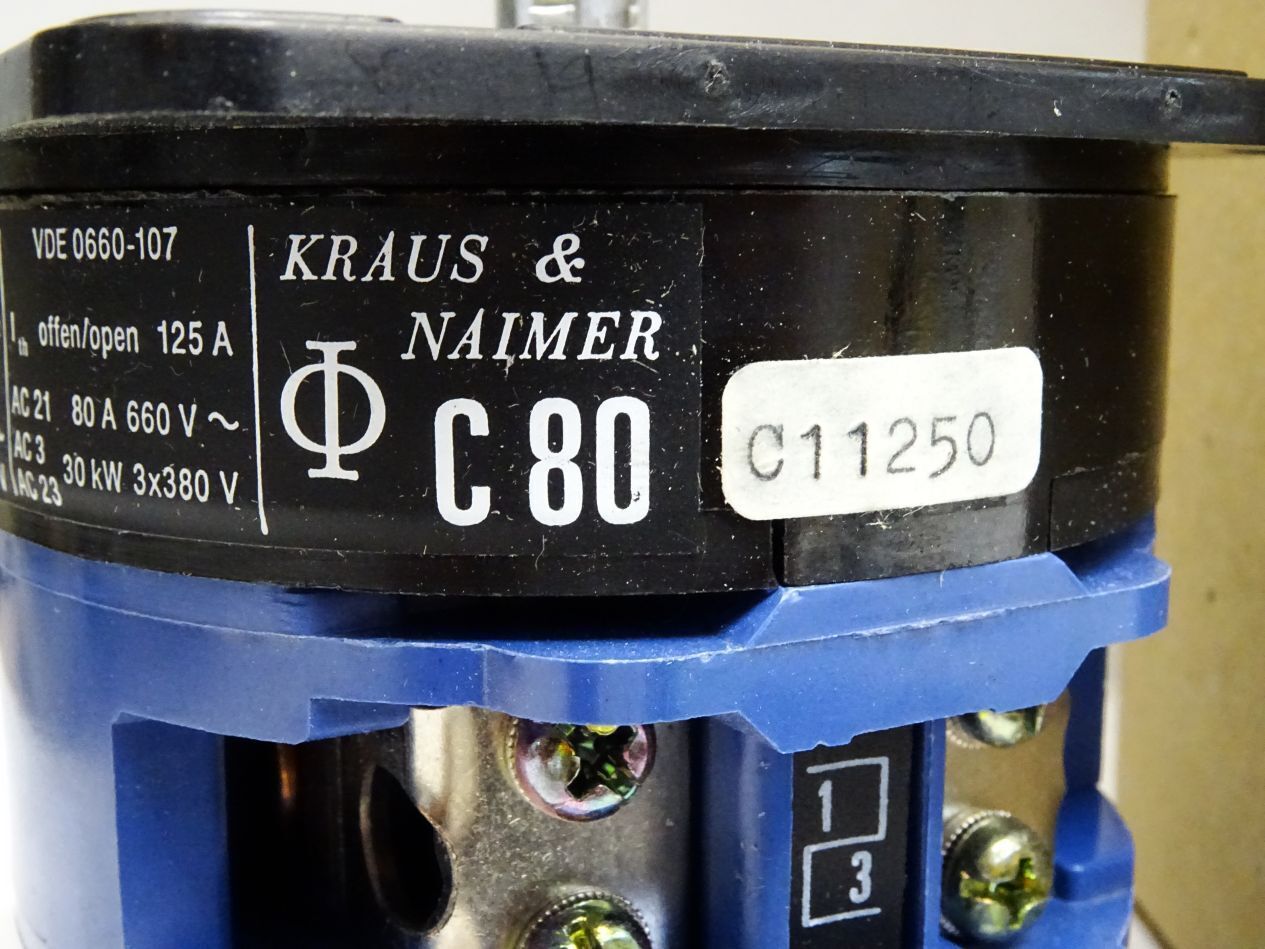 VDE 0660-107
Ith offen/open 125 A
AC 21 80 A 660 V ~
AC 3
30 kW 3x380 V
AC 23
KRAUS &
NAIMER
C 80
C11250
1
3